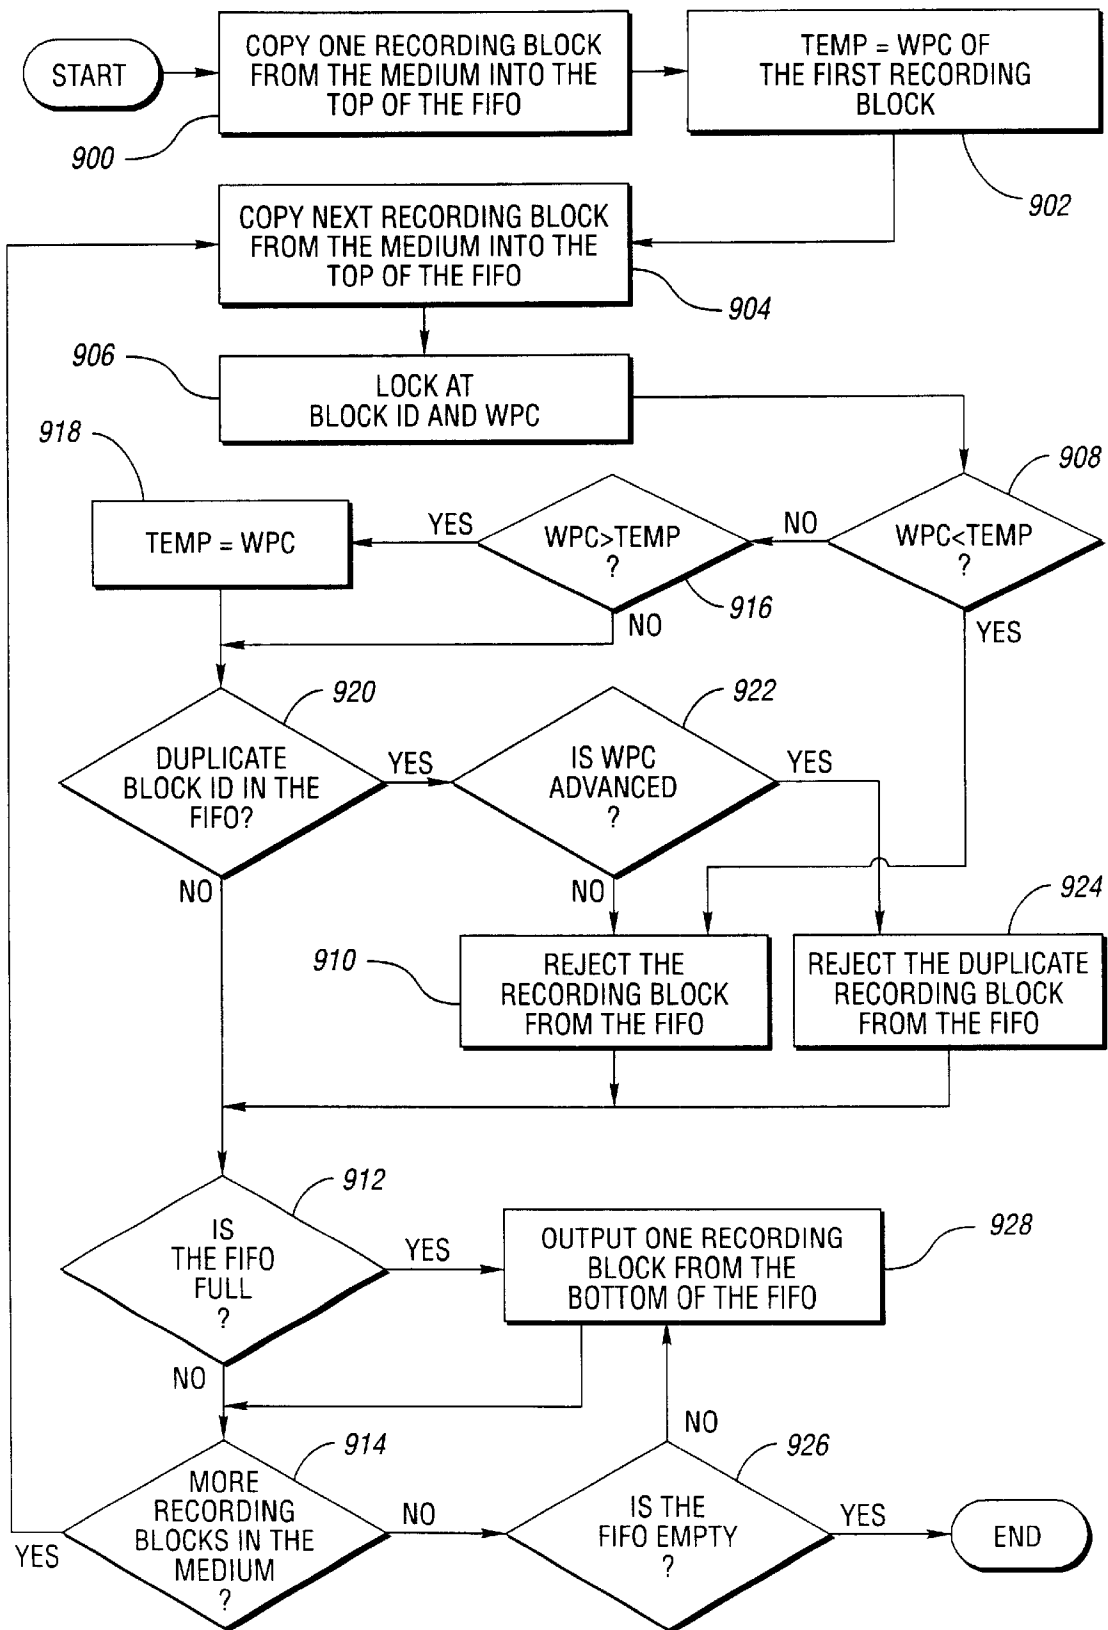 START
COPY ONE RECORDING BLOCK
FROM THE MEDIUM INTO THE
TOP OF THE FIFO
900
TEMP = WPC OF
THE FIRST RECORDING
BLOCK
902
COPY NEXT RECORDING BLOCK
FROM THE MEDIUM INTO THE
TOP OF THE FIFO
904
906
LOCK AT
BLOCK ID AND WPC
908
WPC<TEMP
?
NO
YES
WPC>TEMP
?
916
YES
NO
918
TEMP = WPC
920
DUPLICATE
BLOCK ID IN THE
FIFO?
YES
NO
922
IS WPC
ADVANCED
?
YES
NO
910
REJECT THE
RECORDING BLOCK
FROM THE FIFO
924
REJECT THE DUPLICATE
RECORDING BLOCK
FROM THE FIFO
912
IS
THE FIFO
FULL
?
YES
NO
928
OUTPUT ONE RECORDING
BLOCK FROM THE
BOTTOM OF THE FIFO
914
MORE
RECORDING
BLOCKS IN THE
MEDIUM
?
YES
NO
926
IS THE
FIFO EMPTY
?
NO
YES
END